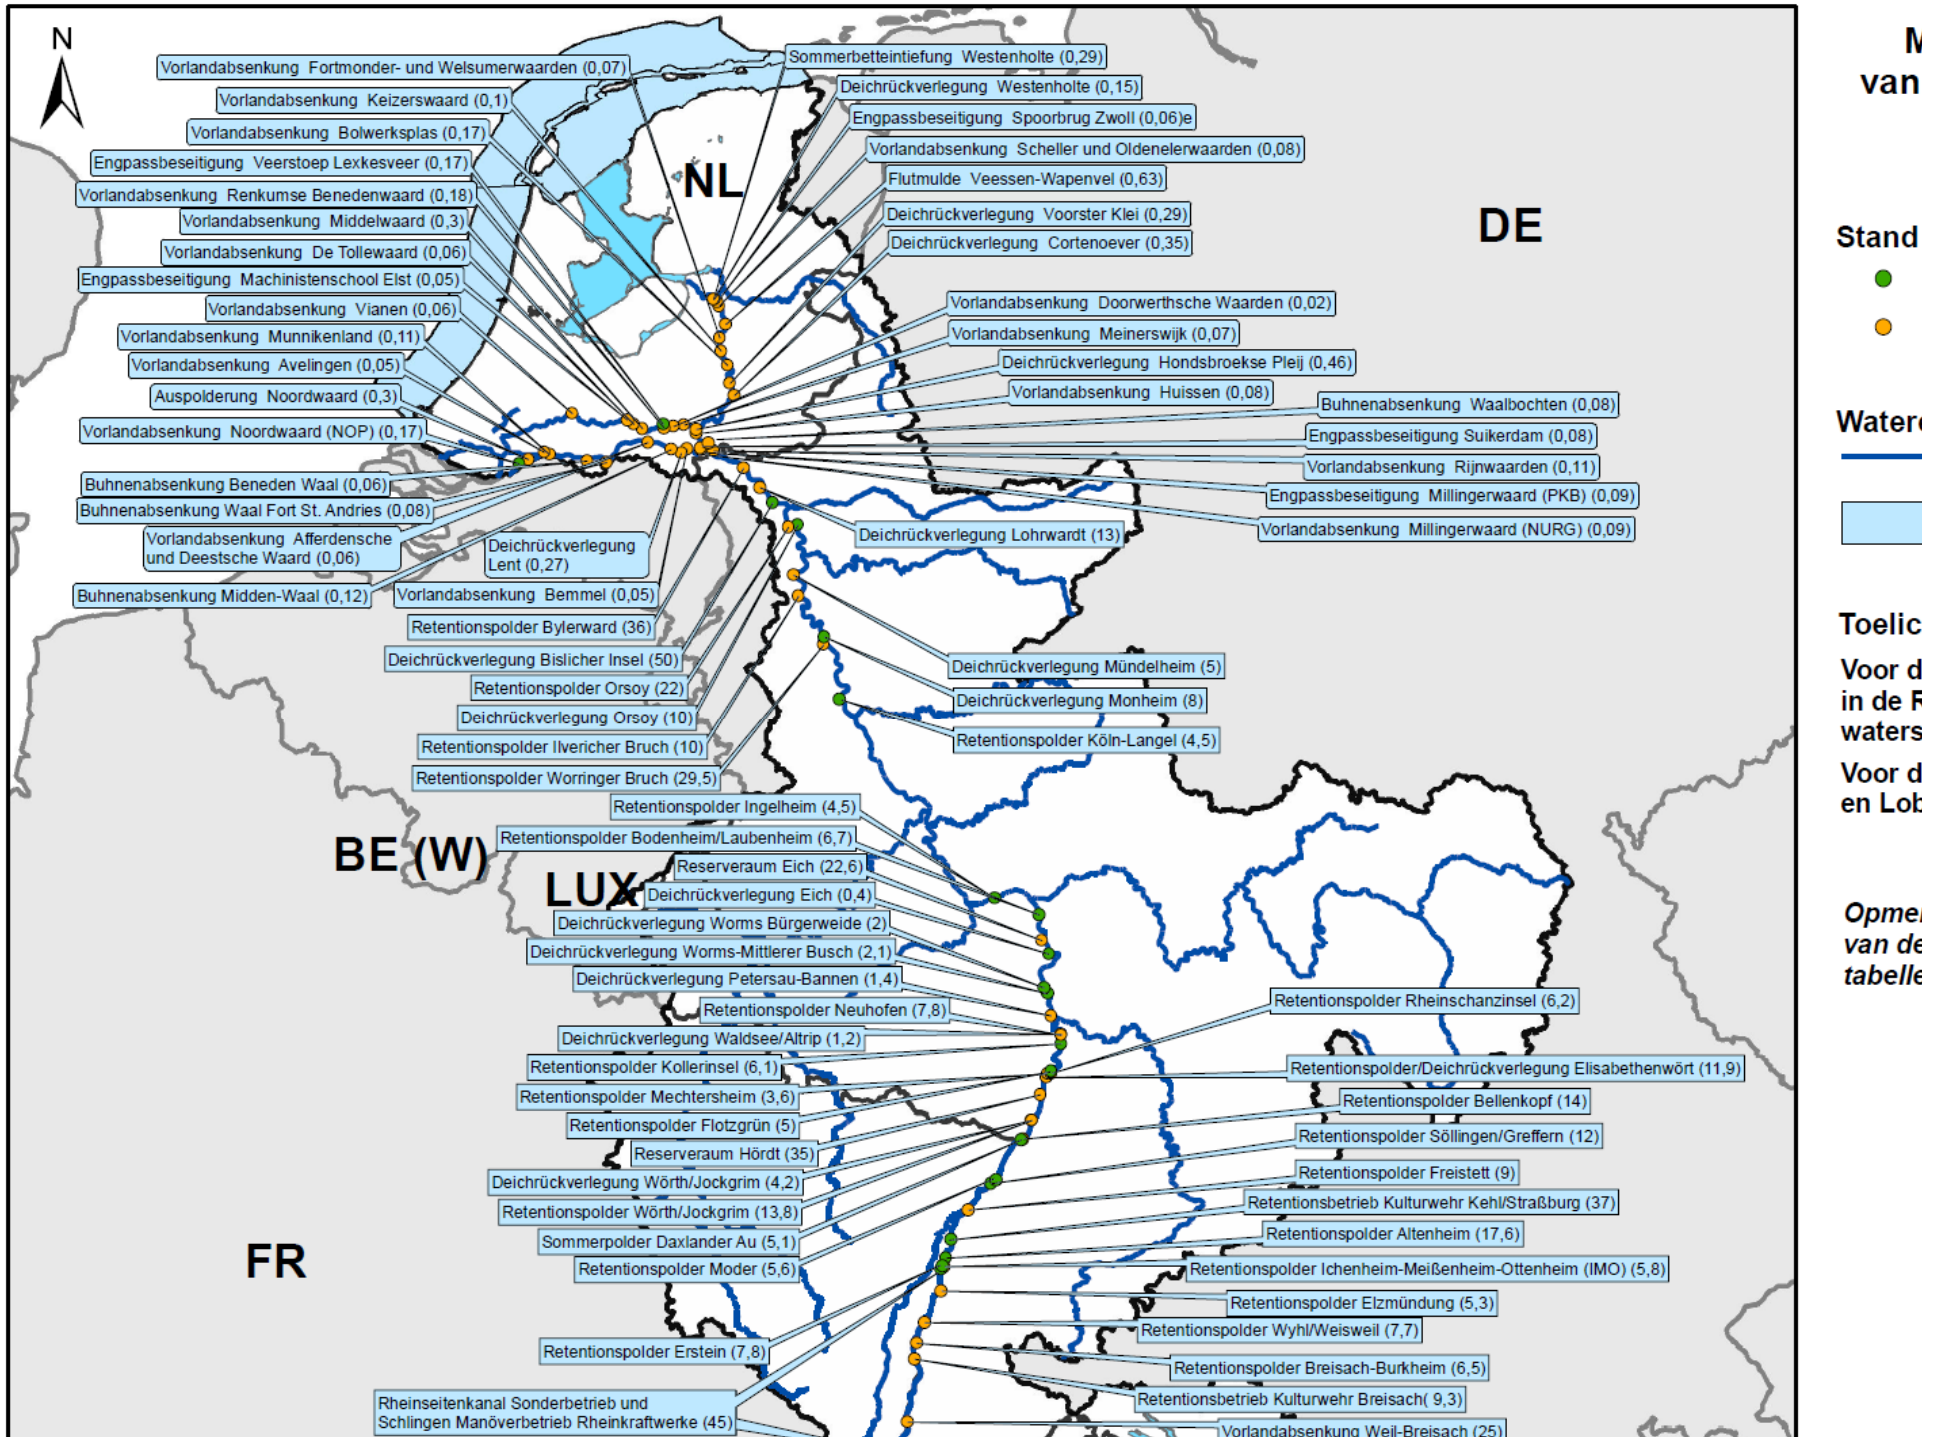 N
Vorlandabsenkung Fortmonder- und Welsumerwaarden (0,07)
Vorlandabsenkung Keizerswaard (0,1)
Vorlandabsenkung Bolwerksplas (0,17)
Engpassbeseitigung Veerstoep Lexkesveer (0,17)
Vorlandabsenkung Renkumse Benedenwaard (0,18)
Vorlandabsenkung Middelwaard (0,3)
Vorlandabsenkung De Tollewaard (0,06)
Engpassbeseitigung Machinistenschool Elst (0,05)
Vorlandabsenkung Vianen (0,06)
Vorlandabsenkung Munnikenland (0,11)
Vorlandabsenkung Avelingen (0,05)
Auspolderung Noordwaard (0,3)
Vorlandabsenkung Noordwaard (NOP) (0,17)
Buhnenabsenkung Beneden Waal (0,06)
Buhnenabsenkung Waal Fort St. Andries (0,08)
Vorlandabsenkung Afferdensche
und Deestsche Waard (0,06)
Buhnenabsenkung Midden-Waal (0,12)
Deichrückverlegung
Lent (0,27)
Vorlandabsenkung Bemmel (0,05)
Retentionspolder Bylerward (36)
Deichrückverlegung Bislicher Insel (50)
Retentionspolder Orsoy (22)
Deichrückverlegung Orsoy (10)
Retentionspolder Ilvericher Bruch (10)
Retentionspolder Worringer Bruch (29,5)
Retentionspolder Ingelheim (4,5)
Retentionspolder Bodenheim/Laubenheim (6,7)
Reserveraum Eich (22,6)
Deichrückverlegung Eich (0,4)
Deichrückverlegung Worms Bürgerweide (2)
Deichrückverlegung Worms-Mittlerer Busch (2,1)
Deichrückverlegung Petersau-Bannen (1,4)
Retentionspolder Neuhofen (7,8)
Deichrückverlegung Waldsee/Altrip (1,2)
Retentionspolder Kollerinsel (6,1)
Retentionspolder Mechtersheim (3,6)
Retentionspolder Flotzgrün (5)
Reserveraum Hördt (35)
Deichrückverlegung Wörth/Jockgrim (4,2)
Retentionspolder Wörth/Jockgrim (13,8)
Sommerpolder Daxlander Au (5,1)
Retentionspolder Moder (5,6)
Retentionspolder Erstein (7,8)
Rheinseitenkanal Sonderbetrieb und
Schlingen Manöverbetrieb Rheinkraftwerke (45)
NL
DE
BE (W)
LUX
FR
Sommerbetteintiefung Westenholte (0,29)
Deichrückverlegung Westenholte (0,15)
Engpassbeseitigung Spoorbrug Zwoll (0,06)e
Vorlandabsenkung Scheller und Oldenelerwaarden (0,08)
Flutmulde Veessen-Wapenvel (0,63)
Deichrückverlegung Voorster Klei (0,29)
Deichrückverlegung Cortenoever (0,35)
Vorlandabsenkung Doorwerthsche Waarden (0,02)
Vorlandabsenkung Meinerswijk (0,07)
Deichrückverlegung Hondsbroekse Pleij (0,46)
Vorlandabsenkung Huissen (0,08)
Buhnenabsenkung Waalbochten (0,08)
Engpassbeseitigung Suikerdam (0,08)
Vorlandabsenkung Rijnwaarden (0,11)
Engpassbeseitigung Millingerwaard (PKB) (0,09)
Vorlandabsenkung Millingerwaard (NURG) (0,09)
Deichrückverlegung Lohrwardt (13)
Deichrückverlegung Mündelheim (5)
Deichrückverlegung Monheim (8)
Retentionspolder Köln-Langel (4,5)
Retentionspolder Rheinschanzinsel (6,2)
Retentionspolder/Deichrückverlegung Elisabethenwört (11,9)
Retentionspolder Bellenkopf (14)
Retentionspolder Söllingen/Greffern (12)
Retentionspolder Freistett (9)
Retentionsbetrieb Kulturwehr Kehl/Straßburg (37)
Retentionspolder Altenheim (17,6)
Retentionspolder Ichenheim-Meißenheim-Ottenheim (IMO) (5,8)
Retentionspolder Elzmündung (5,3)
Retentionspolder Wyhl/Weisweil (7,7)
Retentionspolder Breisach-Burkheim (6,5)
Retentionsbetrieb Kulturwehr Breisach( 9,3)
Vorlandabsenkung Weil-Breisach (25)
van
Stand
Toelic
Voor d
in de
waters
Voor d
en Lob
Opme
van de
tabelle